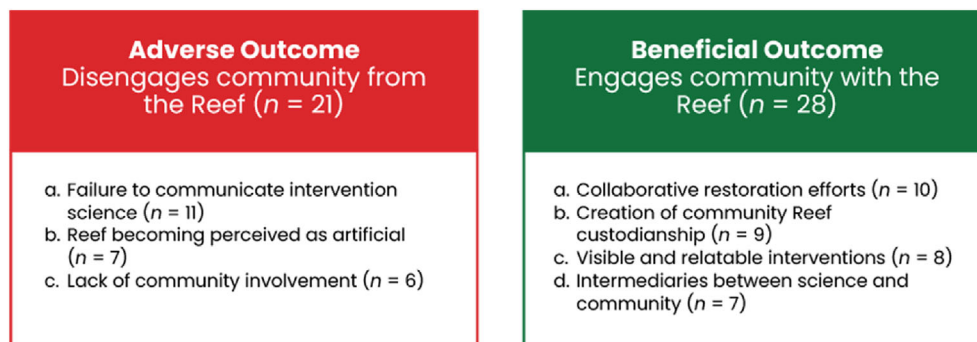 Adverse Outcome
Disengages community from
the Reef (n = 21)
a. Failure to communicate intervention
science (n = 11)
b. Reef becoming perceived as artificial
(n = 7)
c. Lack of community involvement (n = 6)
Beneficial Outcome
Engages community with the
Reef (n = 28)
a. Collaborative restoration efforts (n = 10)
b. Creation of community Reef
custodianship (n = 9)
c. Visible and relatable interventions (n = 8)
d. Intermediaries between science and
community (n = 7)